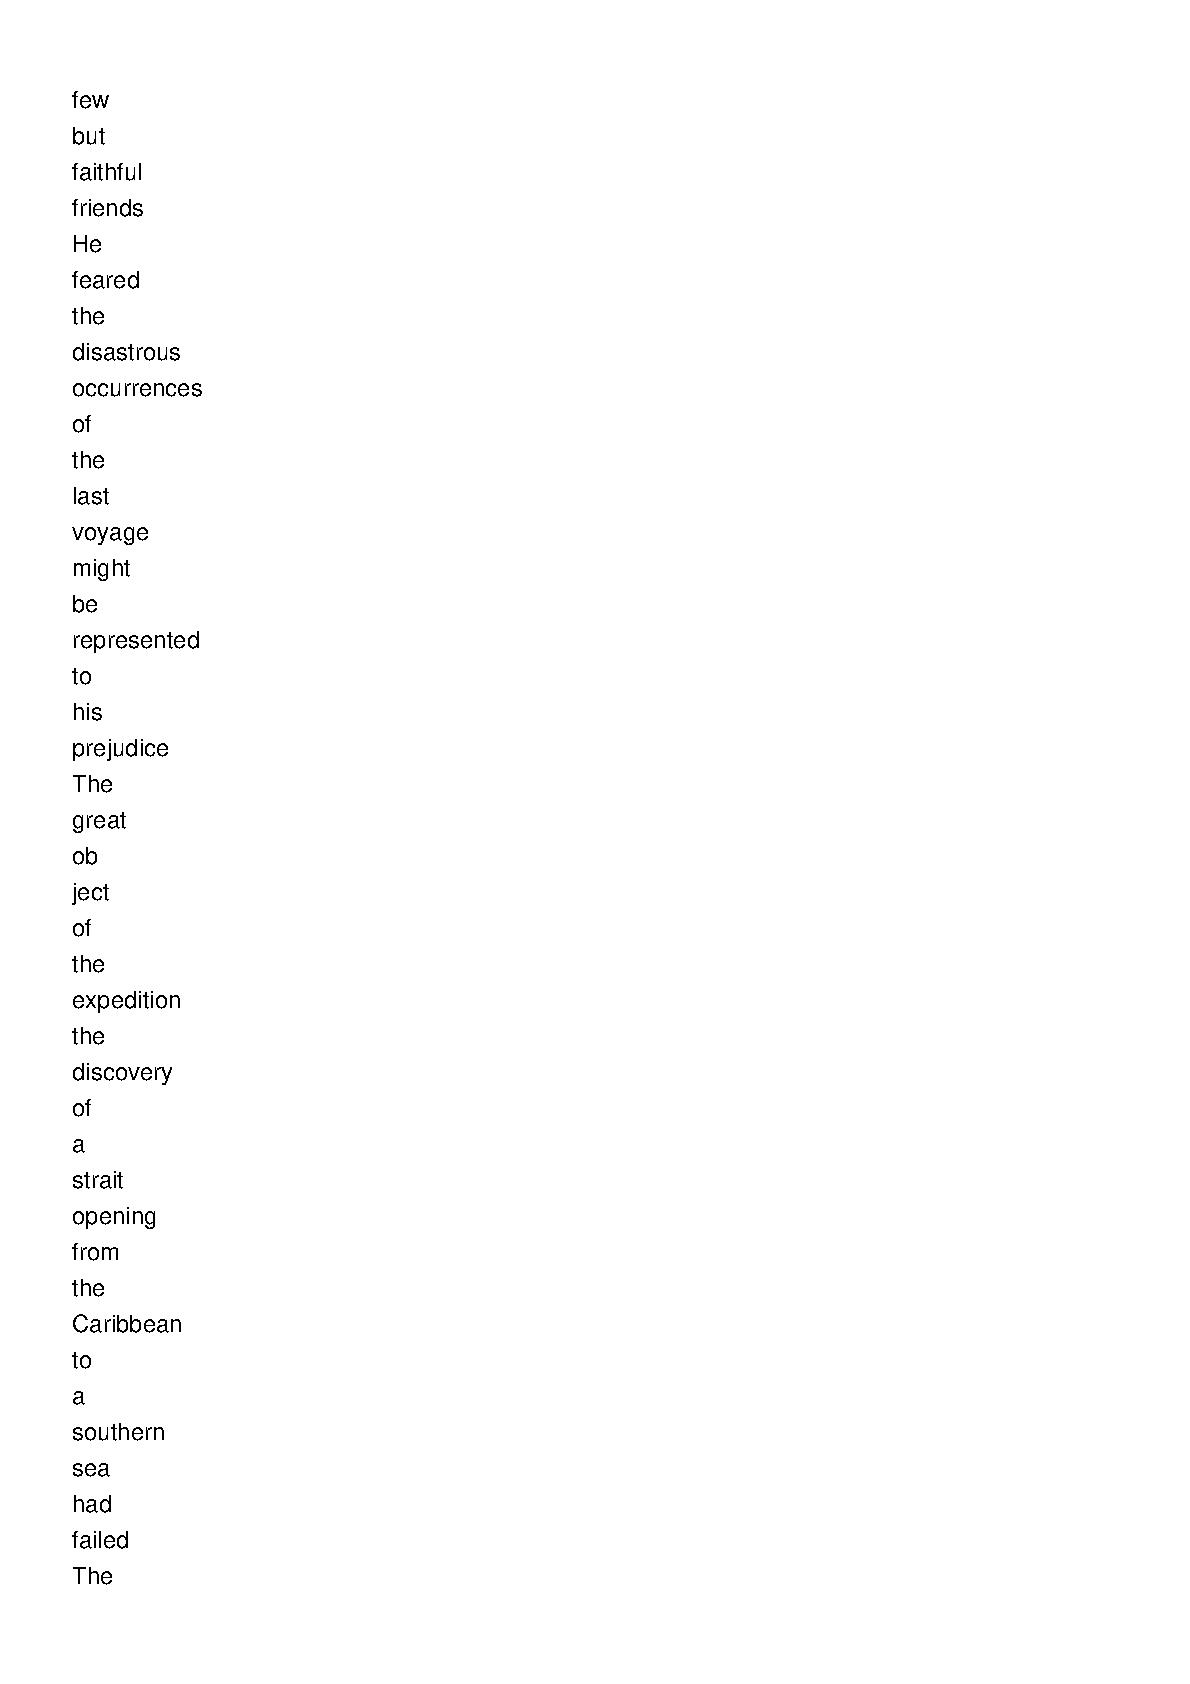 few
but
faithful
friends
He
feared
the
disastrous
occurrences
of
the
last
voyage
might
be
represented
to
his
prejudice
The
great
ob
ject
of
the
expedition
the
discovery
of
a
strait
opening
from
the
Caribbean
to
a
southern
sea
had
failed
The